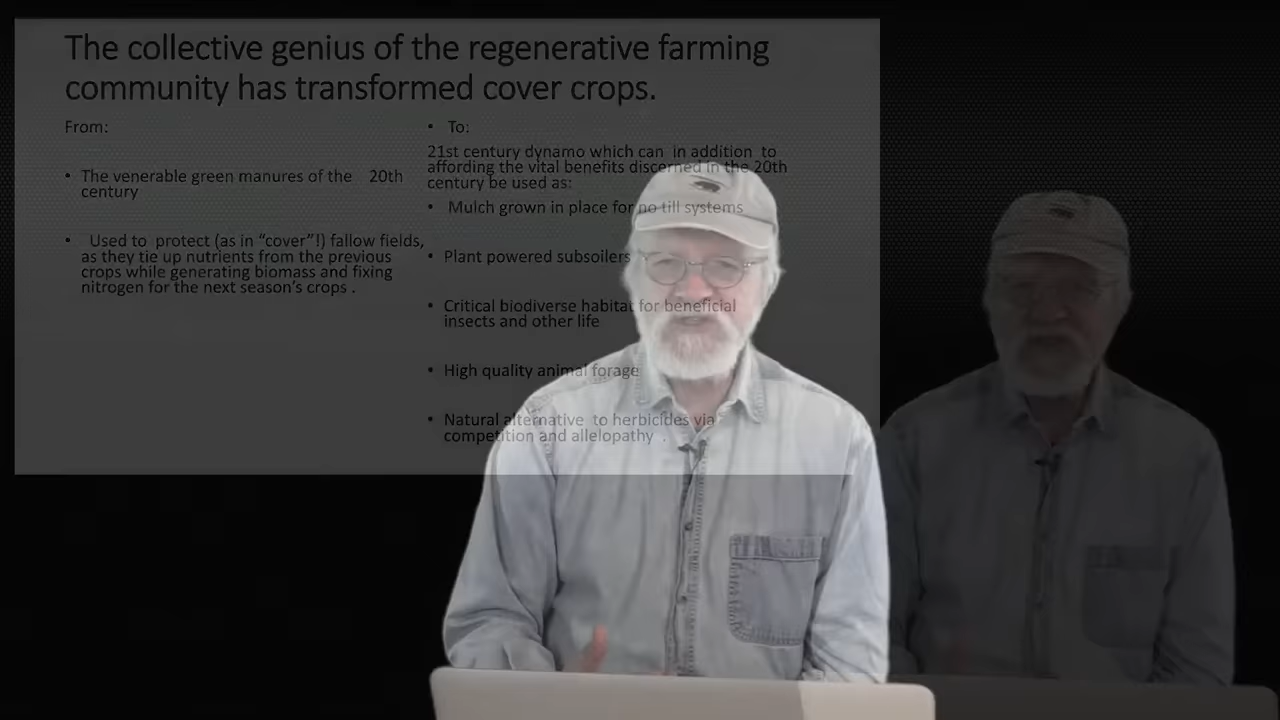 The collective genius of the regenerative farming
community has transformed cover crops.
From:
• The venerable green manures of the 20th
century
• Used to protect (as in “cover”!) fallow fields,
as they tie up nutrients from the previous
crops while generating biomass and fixing
nitrogen for the next season’s crops .
• To:
21st century dynamo which can in addition to
affording the vital benefits discerned in the 20th
century be used as:
• Mulch grown in place for no till systems
• Plant powered subsoilers
• Critical biodiverse habitat for beneficial
insects and other life
• High quality animal forage
• Natural alternative to herbicides via
competition and allelopathy .